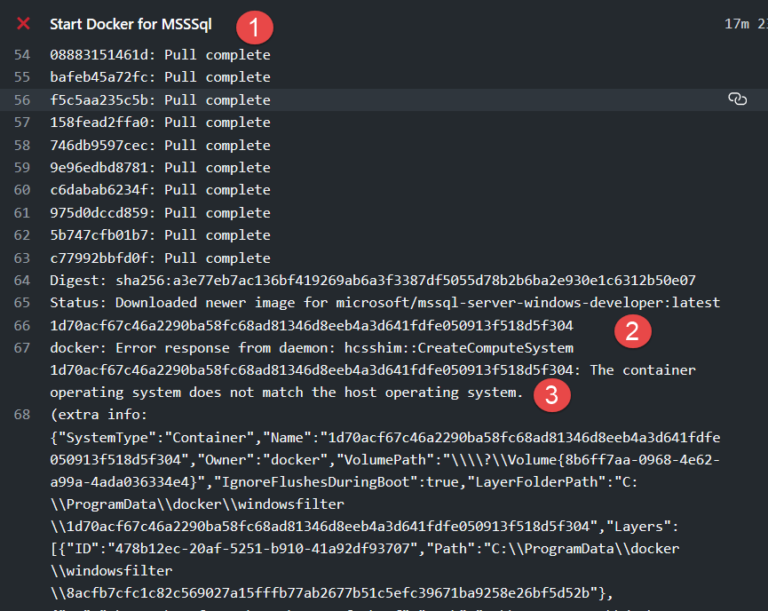 Start Docker for MSSSql 1 17m
54 08883151461d: Pull complete
55 bafeb45a72fc: Pull complete
56 f5c5aa235c5b: Pull complete
57 158fead2ffa0: Pull complete
58 746db9597cec: Pull complete
59 9e96edbd8781: Pull complete
60 c6dabab6234f: Pull complete
61 975d0dccd859: Pull complete
62 5b747cfb01b7: Pull complete
63 c77992bbfd0f: Pull complete
64 Digest: sha256:a3e77eb7ac136bf419269ab6a3f3387df5055d78b2b6ba2e930e1c6312b50e07
65 Status: Downloaded newer image for microsoft/mssql-server-windows-developer:latest
66 1d70acf67c46a2290ba58fc68ad81346d8eeb4a3d641fdfe050913f518d5f304 2
67 docker: Error response from daemon: hcsshim::CreateComputeSystem
1d70acf67c46a2290ba58fc68ad81346d8eeb4a3d641fdfe050913f518d5f304: The container
operating system does not match the host operating system. 3
68 (extra info:
{"SystemType":"Container","Name":"1d70acf67c46a2290ba58fc68ad81346d8eeb4a3d641fdfe
050913f518d5f304","Owner":"docker","VolumePath":"\\\\?\\Volume{8b6ff7aa-0968-4e62-
a99a-4ada036334e4}","IgnoreFlushesDuringBoot":true,"LayerFolderPath":"C:
\\ProgramData\\docker\\windowsfilter
\\1d70acf67c46a2290ba58fc68ad81346d8eeb4a3d641fdfe050913f518d5f304","Layers":
[{"ID":"478b12ec-20af-5251-b910-41a92df93707","Path":"C:\\ProgramData\\docker
\\windowsfilter
\\8acfb7cfc1c82c569027a15fffb77ab2677b51c5efc39671ba9258e26bf5d52b"},